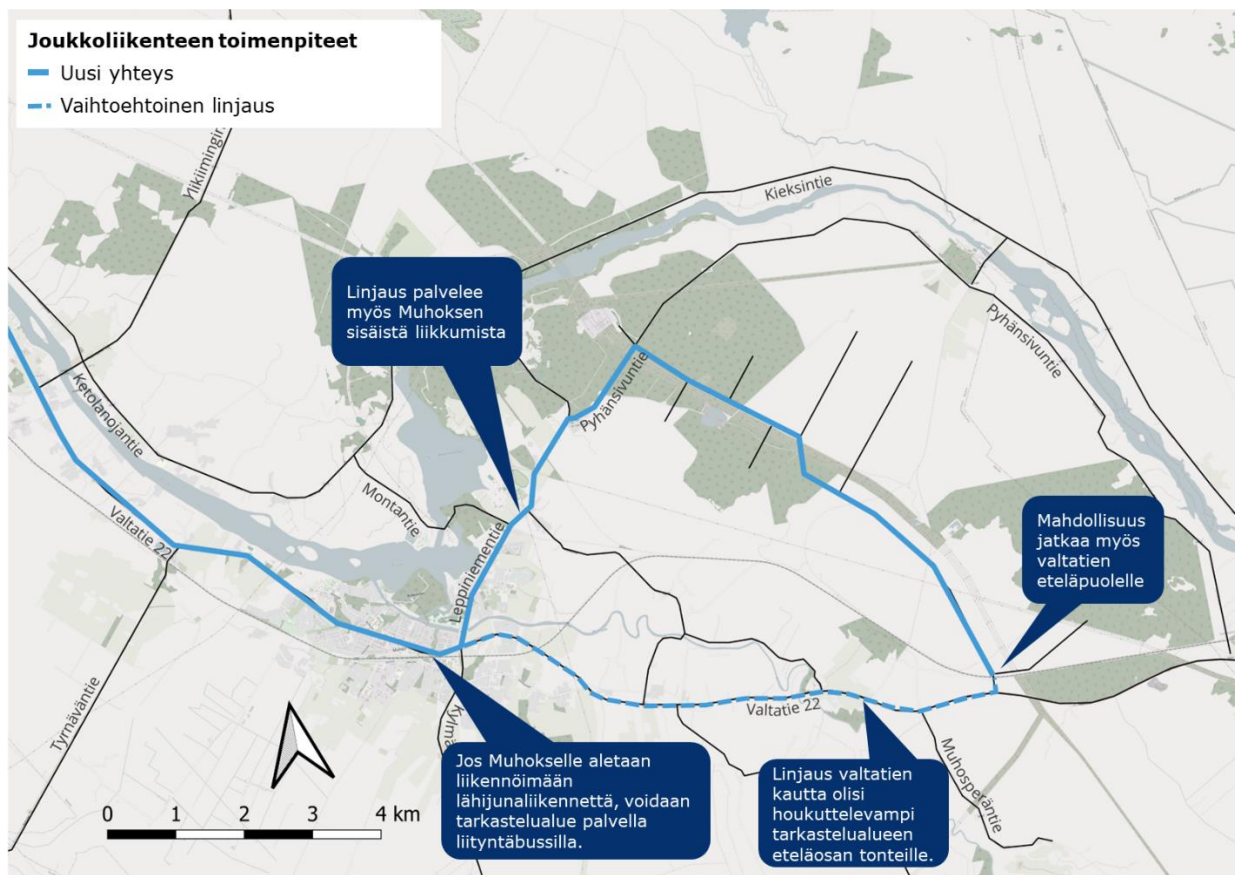 Joukkoliikenteen toimenpiteet
Uusi yhteys
Vaihtoehtoinen linjaus
Kieksintie
Linjaus palvelee
myös Muhoksen
sisäistä liikkumista
Pyhänsivuntie
Pyhänsivuntie
Ketolanojantie
Montantie
Valtatie 22
Leppiniementie
Mahdollisuus
jatkaa myös
valtatien
eteläpuolelle
Valtatie 22
Tyrnäväntie
Muhosperäntie
Jos Muhokselle aletaan
liikennöimään
lähijunaliikennettä, voidaan
tarkastelualue palvella
liityntäbussilla.
Linjaus valtatien
kautta olisi
houkuttelevampi
tarkastelualueen
eteläosan tonteille.
0 1 2 3 4 km